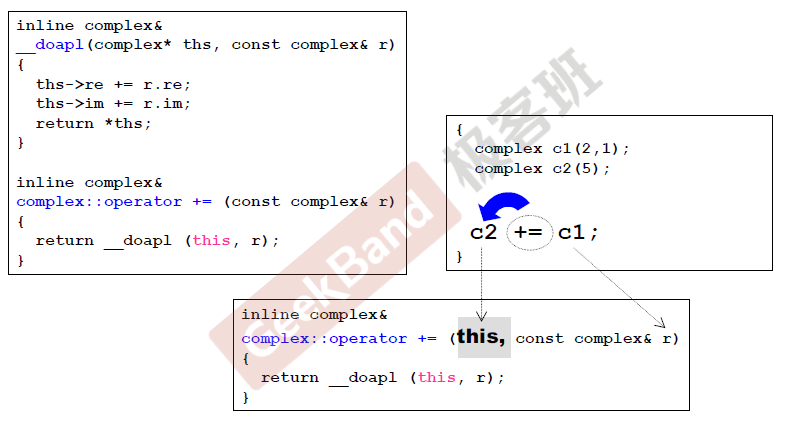 inline complex&
__doapl(complex* ths, const complex& r)
{
  ths->re += r.re;
  ths->im += r.im;
  return *ths;
}
inline complex&
complex::operator += (const complex& r)
{
  return __doapl (this, r);
}
{
  complex c1(2,1);
  complex c2(5);
c2 += c1;
}
inline complex&
complex::operator += (this, const complex& r)
{
  return __doapl (this, r);
}
GeekBand 极客班